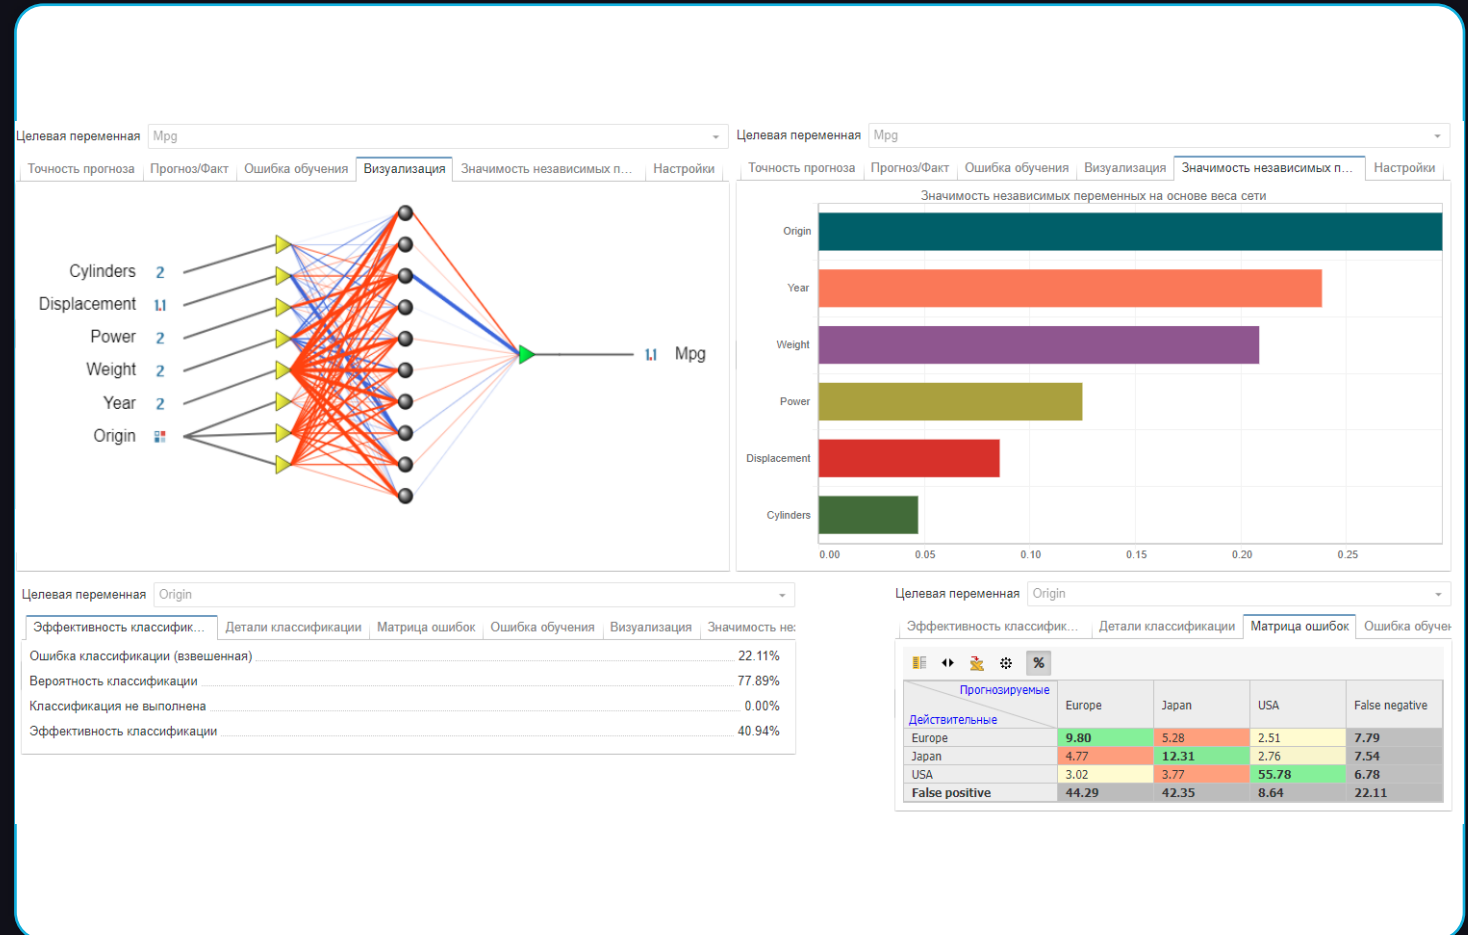 Целевая переменная Mpg
Точность прогноза Прогноз/Факт Ошибка обучения Визуализация Значимость независимых п... Настройки
Cylinders 2
Displacement 1.1
Power 2
Weight 2
Year 2
Origin
1.1 Mpg
Целевая переменная Mpg
Точность прогноза Прогноз/Факт Ошибка обучения Визуализация Значимость независимых п... Настройки
Значимость независимых переменных на основе веса сети
Origin
Year
Weight
Power
Displacement
Cylinders
0.00 0.05 0.10 0.15 0.20 0.25
Целевая переменная Origin
Эффективность классифик... Детали классификации Матрица ошибок Ошибка обучения Визуализация Значимость не
Ошибка классификации (взвешенная) 22.11%
Вероятность классификации 77.89%
Классификация не выполнена 0.00%
Эффективность классификации 40.94%
Целевая переменная Origin
Эффективность классифик... Детали классификации Матрица ошибок Ошибка обучен
%
Прогнозируемые
Действительные
Europe Japan USA False negative
Europe 9.80 5.28 2.51 7.79
Japan 4.77 12.31 2.76 7.54
USA 3.02 3.77 55.78 6.78
False positive 44.29 42.35 8.64 22.11